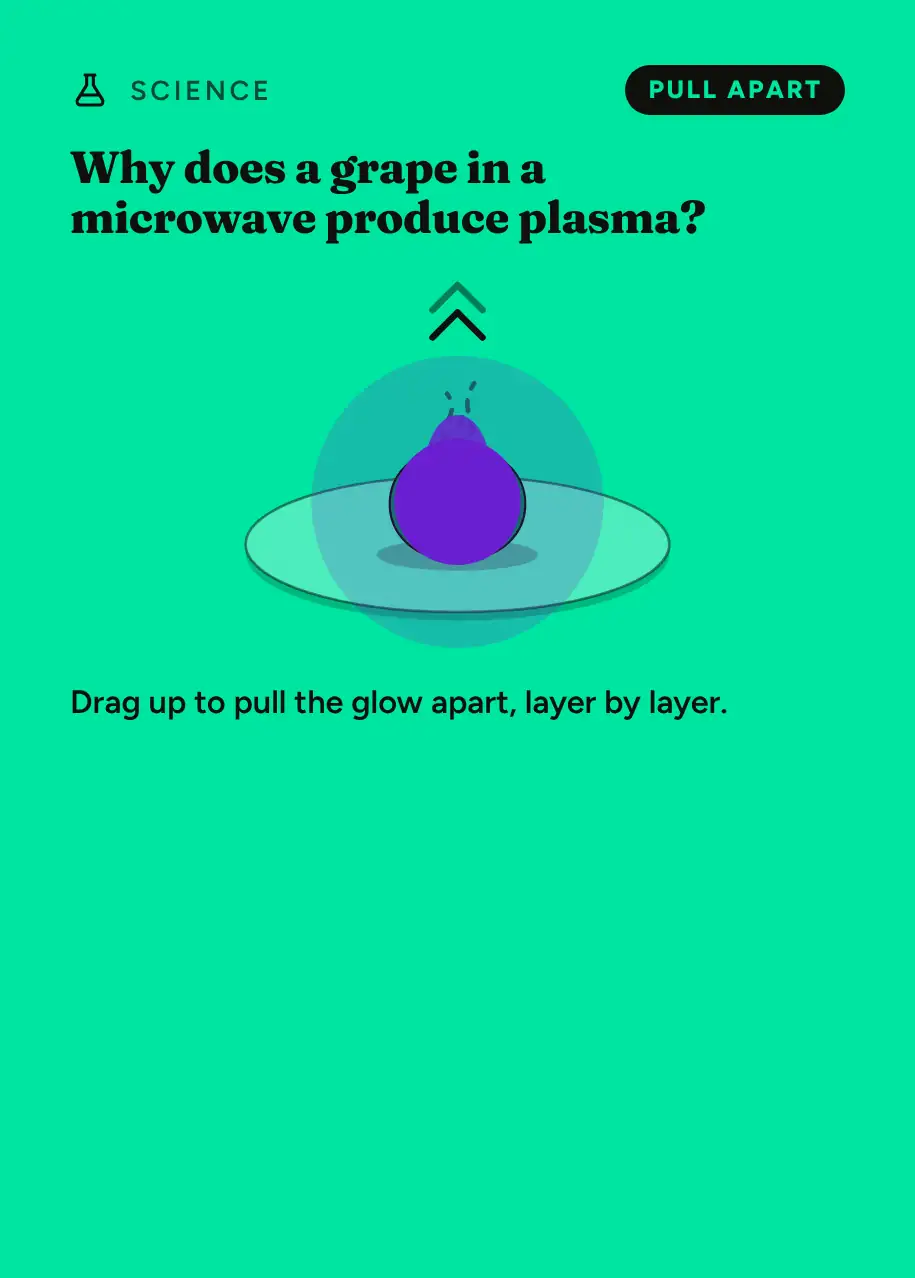 SCIENCE
PULL APART
Why does a grape in a
microwave produce plasma?
Drag up to pull the glow apart, layer by layer.